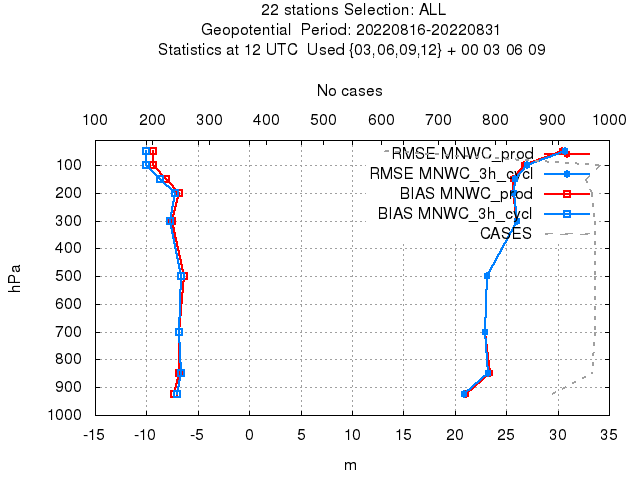 22 stations Selection: ALL
Geopotential  Period: 20220816-20220831
Statistics at 12 UTC  Used {03,06,09,12} + 00 03 06 09
No cases
100 200 300 400 500 600 700 800 900 1000
RMSE MNWC_prod
RMSE MNWC_3h_cycl
BIAS MNWC_prod
BIAS MNWC_3h_cycl
CASES
hPa
100
200
300
400
500
600
700
800
900
1000
-15 -10 -5 0 5 10 15 20 25 30 35
m